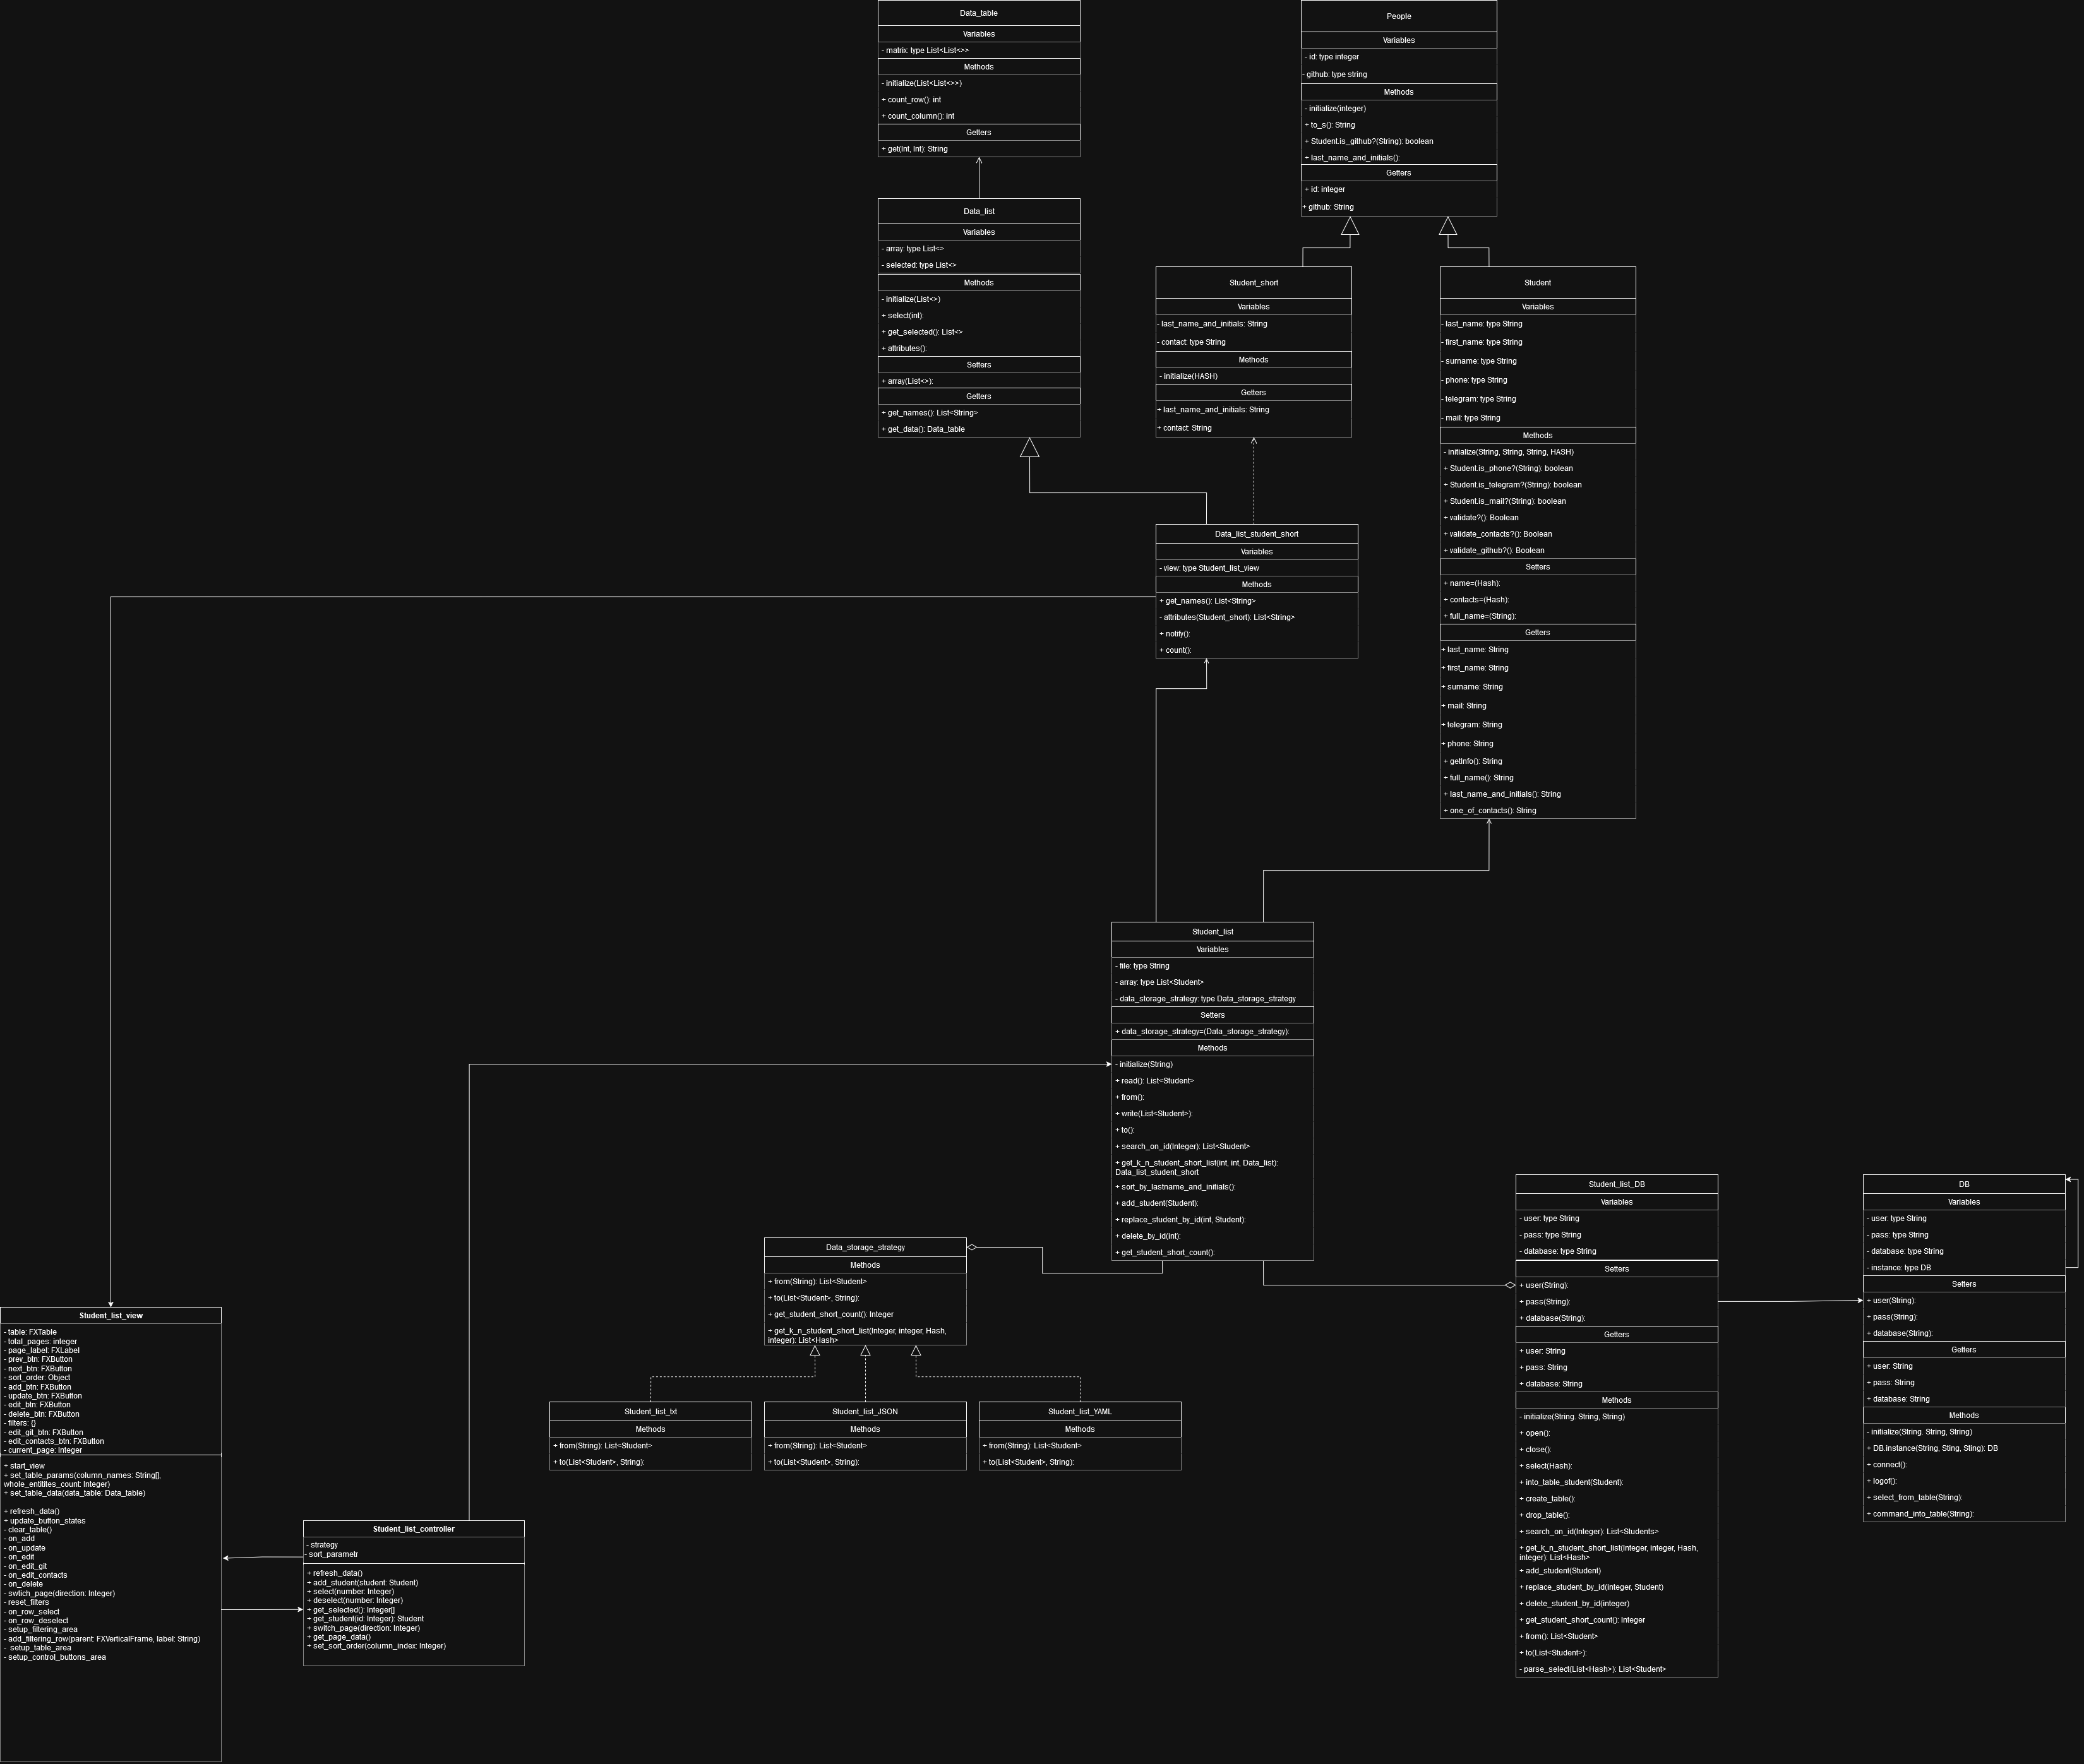 Data_table
Variables
- matrix: type List<List<>>
Methods
- initialize(List<List<>>)
+ count_row(): int
+ count_column(): int
Getters
+ get(Int, Int): String
People
Variables
- id: type integer
- github: type string
Methods
- initialize(integer)
+ to_s(): String
+ Student.is_github?(String): boolean
+ last_name_and_initials():
Getters
+ id: integer
+ github: String
Data_list
Variables
- array: type List<>
- selected: type List<>
Methods
- initialize(List<>)
+ select(int):
+ get_selected(): List<>
+ attributes():
Setters
+ array(List<>):
Getters
+ get_names(): List<String>
+ get_data(): Data_table
Student_short
Variables
- last_name_and_initials: String
- contact: type String
Methods
- initialize(HASH)
Getters
+ last_name_and_initials: String
+ contact: String
Student
Variables
- last_name: type String
- first_name: type String
- surname: type String
- phone: type String
- telegram: type String
- mail: type String
Methods
- initialize(String, String, String, HASH)
+ Student.is_phone?(String): boolean
+ Student.is_telegram?(String): boolean
+ Student.is_mail?(String): boolean
+ validate?(): Boolean
+ validate_contacts?(): Boolean
+ validate_github?(): Boolean
Setters
+ name=(Hash):
+ contacts=(Hash):
+ full_name=(String):
Getters
+ last_name: String
+ first_name: String
+ surname: String
+ mail: String
+ telegram: String
+ phone: String
+ getInfo(): String
+ full_name(): String
+ last_name_and_initials(): String
+ one_of_contacts(): String
Data_list_student_short
Variables
- view: type Student_list_view
Methods
+ get_names(): List<String>
- attributes(Student_short): List<String>
+ notify():
+ count():
Student_list
Variables
- file: type String
- array: type List<Student>
- data_storage_strategy: type Data_storage_strategy
Setters
+ data_storage_strategy=(Data_storage_strategy):
Methods
- initialize(String)
+ read(): List<Student>
+ from():
+ write(List<Student>):
+ to():
+ search_on_id(Integer): List<Student>
+ get_k_n_student_short_list(int, int, Data_list):
Data_list_student_short
+ sort_by_lastname_and_initials():
+ add_student(Student):
+ replace_student_by_id(int, Student):
+ delete_by_id(int):
+ get_student_short_count():
Data_storage_strategy
Methods
+ from(String): List<Student>
+ to(List<Student>, String):
+ get_student_short_count(): Integer
+ get_k_n_student_short_list(Integer, integer, Hash,
integer): List<Hash>
Student_list_txt
Methods
+ from(String): List<Student>
+ to(List<Student>, String):
Student_list_JSON
Methods
+ from(String): List<Student>
+ to(List<Student>, String):
Student_list_YAML
Methods
+ from(String): List<Student>
+ to(List<Student>, String):
Student_list_DB
Variables
- user: type String
- pass: type String
- database: type String
Setters
+ user(String):
+ pass(String):
+ database(String):
Getters
+ user: String
+ pass: String
+ database: String
Methods
- initialize(String. String, String)
+ open():
+ close():
+ select(Hash):
+ into_table_student(Student):
+ create_table():
+ drop_table():
+ search_on_id(Integer): List<Students>
+ get_k_n_student_short_list(Integer, integer, Hash,
integer): List<Hash>
+ add_student(Student)
+ replace_student_by_id(integer, Student)
+ delete_student_by_id(integer)
+ get_student_short_count(): Integer
+ from(): List<Student>
+ to(List<Student>):
- parse_select(List<Hash>): List<Student>
DB
Variables
- user: type String
- pass: type String
- database: type String
- instance: type DB
Setters
+ user(String):
+ pass(String):
+ database(String):
Getters
+ user: String
+ pass: String
+ database: String
Methods
- initialize(String. String, String)
+ DB.instance(String, Sting, Sting): DB
+ connect():
+ logof():
+ select_from_table(String):
+ command_into_table(String):
Student_list_view
- table: FXTable
- total_pages: integer
- page_label: FXLabel
- prev_btn: FXButton
- next_btn: FXButton
- sort_order: Object
- add_btn: FXButton
- update_btn: FXButton
- edit_btn: FXButton
- delete_btn: FXButton
- filters: {}
- edit_git_btn: FXButton
- edit_contacts_btn: FXButton
- current_page: Integer
+ start_view
+ set_table_params(column_names: String[],
whole_entitites_count: Integer)
+ set_table_data(data_table: Data_table)
+ refresh_data()
+ update_button_states
- clear_table()
- on_add
- on_update
- on_edit
- on_edit_git
- on_edit_contacts
- on_delete
- swtich_page(direction: Integer)
- reset_filters
- on_row_select
- on_row_deselect
- setup_filtering_area
- add_filtering_row(parent: FXVerticalFrame, label: String)
- setup_table_area
- setup_control_buttons_area
Student_list_controller
- strategy
- sort_parametr
+ refresh_data()
+ add_student(student: Student)
+ select(number: Integer)
+ deselect(number: Integer)
+ get_selected(): Integer[]
+ get_student(id: Integer): Student
+ switch_page(direction: Integer)
+ get_page_data()
+ set_sort_order(column_index: Integer)